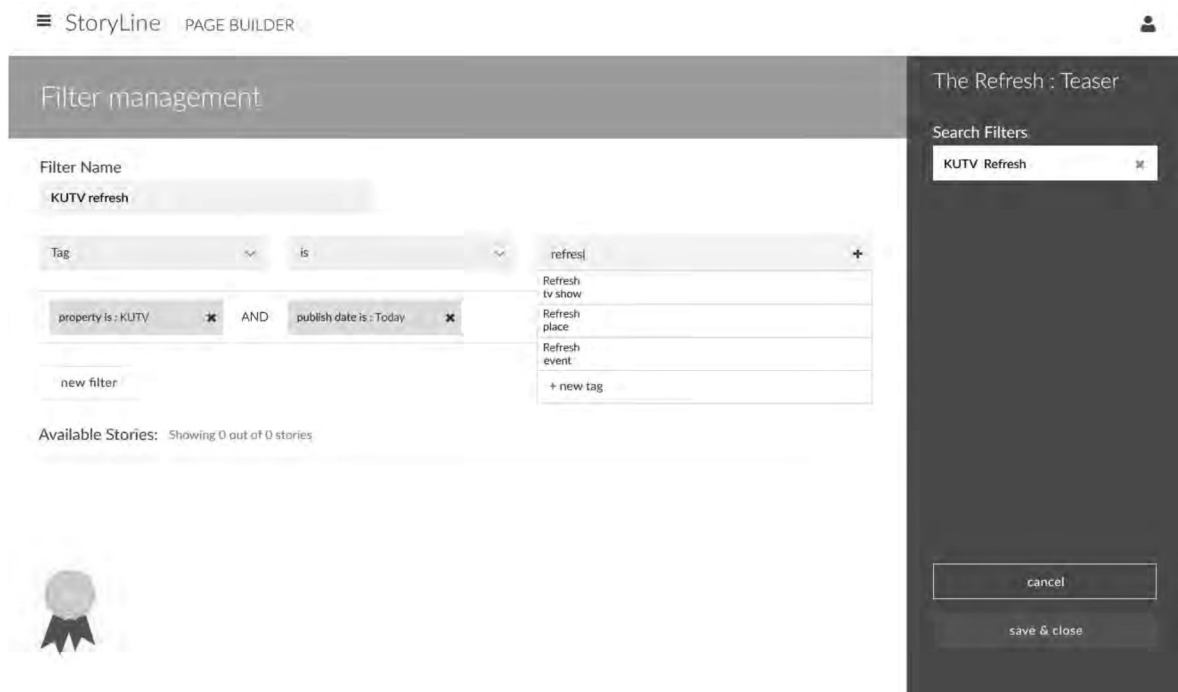 StoryLine PAGE BUILDER
Filter management
Filter Name
KUTV refresh
Tag is refres
Refresh
tv show
Refresh
place
Refresh
event
+ new tag
property is : KUTV AND publish date is : Today
new filter
Available Stories: Showing 0 out of 0 stories
The Refresh : Teaser
Search Filters
KUTV Refresh
cancel
save & close